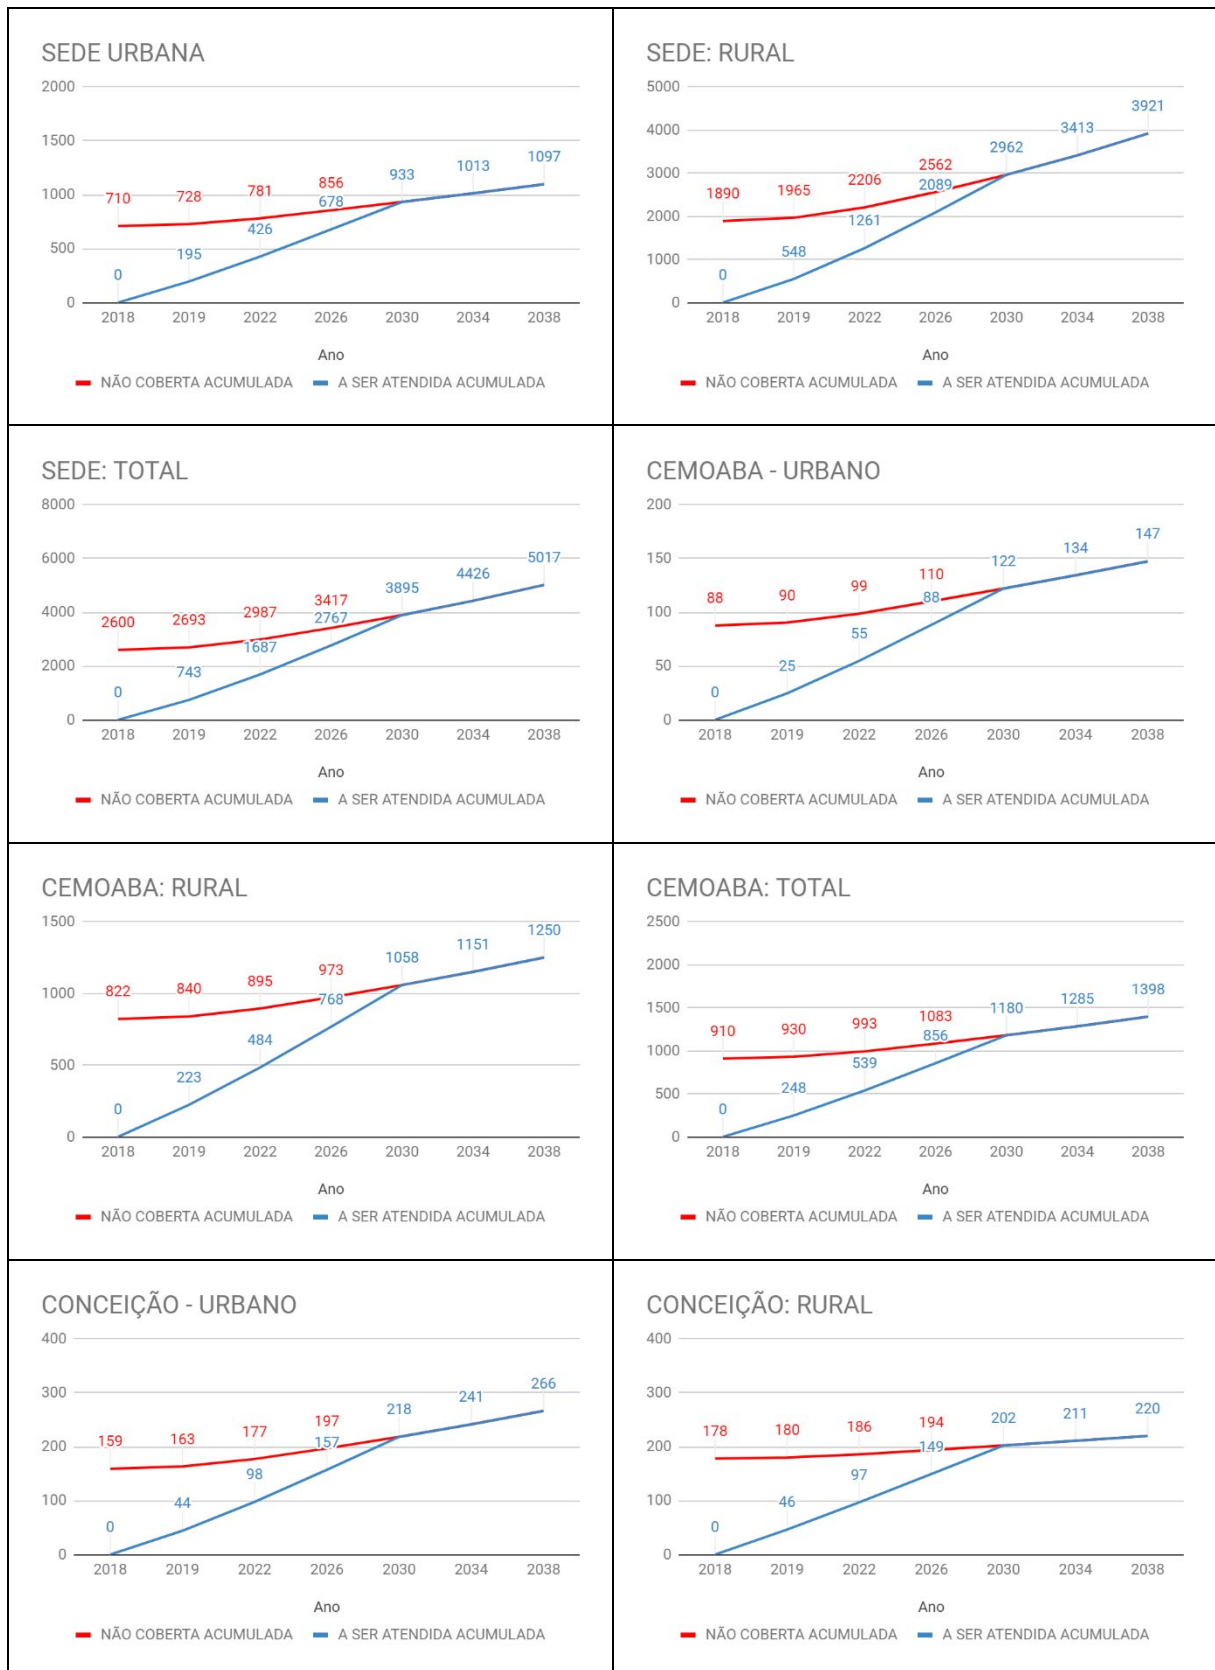 SEDE URBANA
2000
1500
1000
500
0
710 728 781 856 933 1013 1097
0 195 426 678
2018 2019 2022 2026 2030 2034 2038
Ano
NÃO COBERTA ACUMULADA A SER ATENDIDA ACUMULADA
SEDE: RURAL
5000
4000
3000
2000
1000
0
1890 1965 2206 2562 2962 3413 3921
0 548 1261 2089
2018 2019 2022 2026 2030 2034 2038
Ano
NÃO COBERTA ACUMULADA A SER ATENDIDA ACUMULADA
SEDE: TOTAL
8000
6000
4000
2000
0
2600 2693 2987 3417 3895 4426 5017
0 743 1687 2767
2018 2019 2022 2026 2030 2034 2038
Ano
NÃO COBERTA ACUMULADA A SER ATENDIDA ACUMULADA
CEMOABA - URBANO
200
150
100
50
0
88 90 99 110 122 134 147
0 25 55 88
2018 2019 2022 2026 2030 2034 2038
Ano
NÃO COBERTA ACUMULADA A SER ATENDIDA ACUMULADA
CEMOABA: RURAL
1500
1000
500
0
822 840 895 973 1058 1151 1250
0 223 484 768
2018 2019 2022 2026 2030 2034 2038
Ano
NÃO COBERTA ACUMULADA A SER ATENDIDA ACUMULADA
CEMOABA: TOTAL
2500
2000
1500
1000
500
0
910 930 993 1083 1180 1285 1398
0 248 539 856
2018 2019 2022 2026 2030 2034 2038
Ano
NÃO COBERTA ACUMULADA A SER ATENDIDA ACUMULADA
CONCEIÇÃO - URBANO
400
300
200
100
0
159 163 177 197 218 241 266
0 44 98 157
2018 2019 2022 2026 2030 2034 2038
Ano
NÃO COBERTA ACUMULADA A SER ATENDIDA ACUMULADA
CONCEIÇÃO: RURAL
400
300
200
100
0
178 180 186 194 202 211 220
0 46 97 149
2018 2019 2022 2026 2030 2034 2038
Ano
NÃO COBERTA ACUMULADA A SER ATENDIDA ACUMULADA